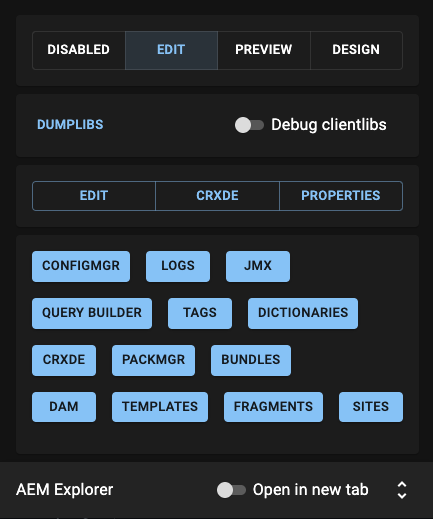 DISABLED EDIT PREVIEW DESIGN
DUMPLIBS Debug clientlibs
EDIT CRXDE PROPERTIES
CONFIGMGR LOGS JMX
QUERY BUILDER TAGS DICTIONARIES
CRXDE PACKMGR BUNDLES
DAM TEMPLATES FRAGMENTS SITES
AEM Explorer Open in new tab